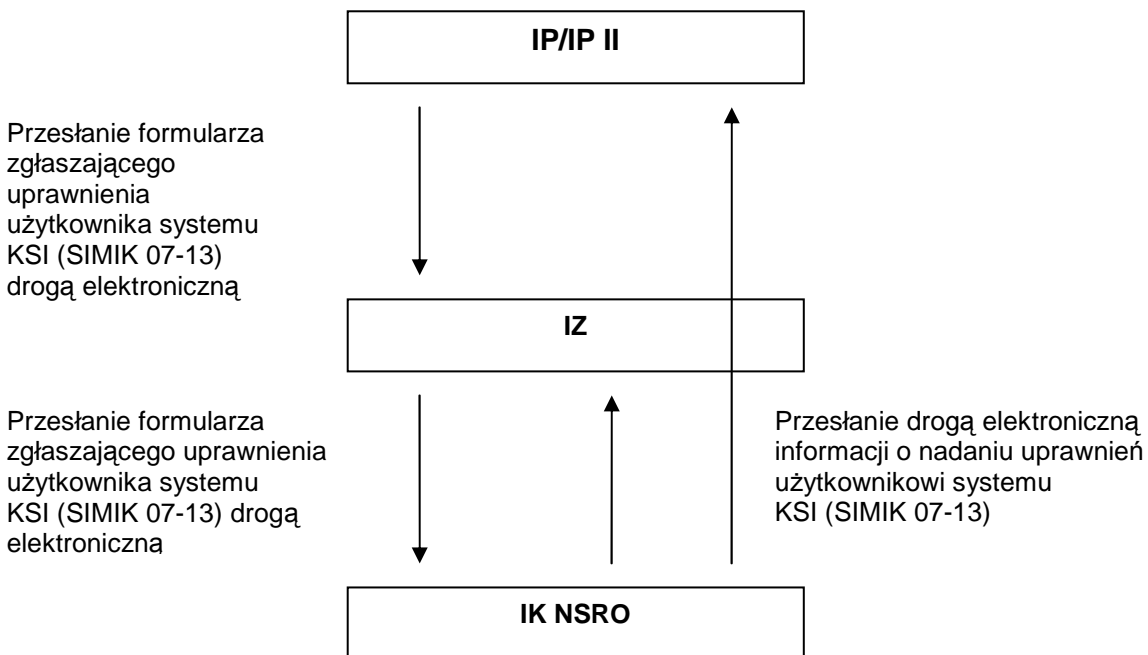 IP/IP II
Przesłanie formularza
zgłaszającego
uprawnienia
użytkownika systemu
KSI (SIMIK 07-13)
drogą elektroniczną
IZ
Przesłanie formularza
zgłaszającego uprawnienia
użytkownika systemu
KSI (SIMIK 07-13) drogą
elektroniczną
Przesłanie drogą elektroniczną
informacji o nadaniu uprawnień
użytkownikowi systemu
KSI (SIMIK 07-13)
IK NSRO